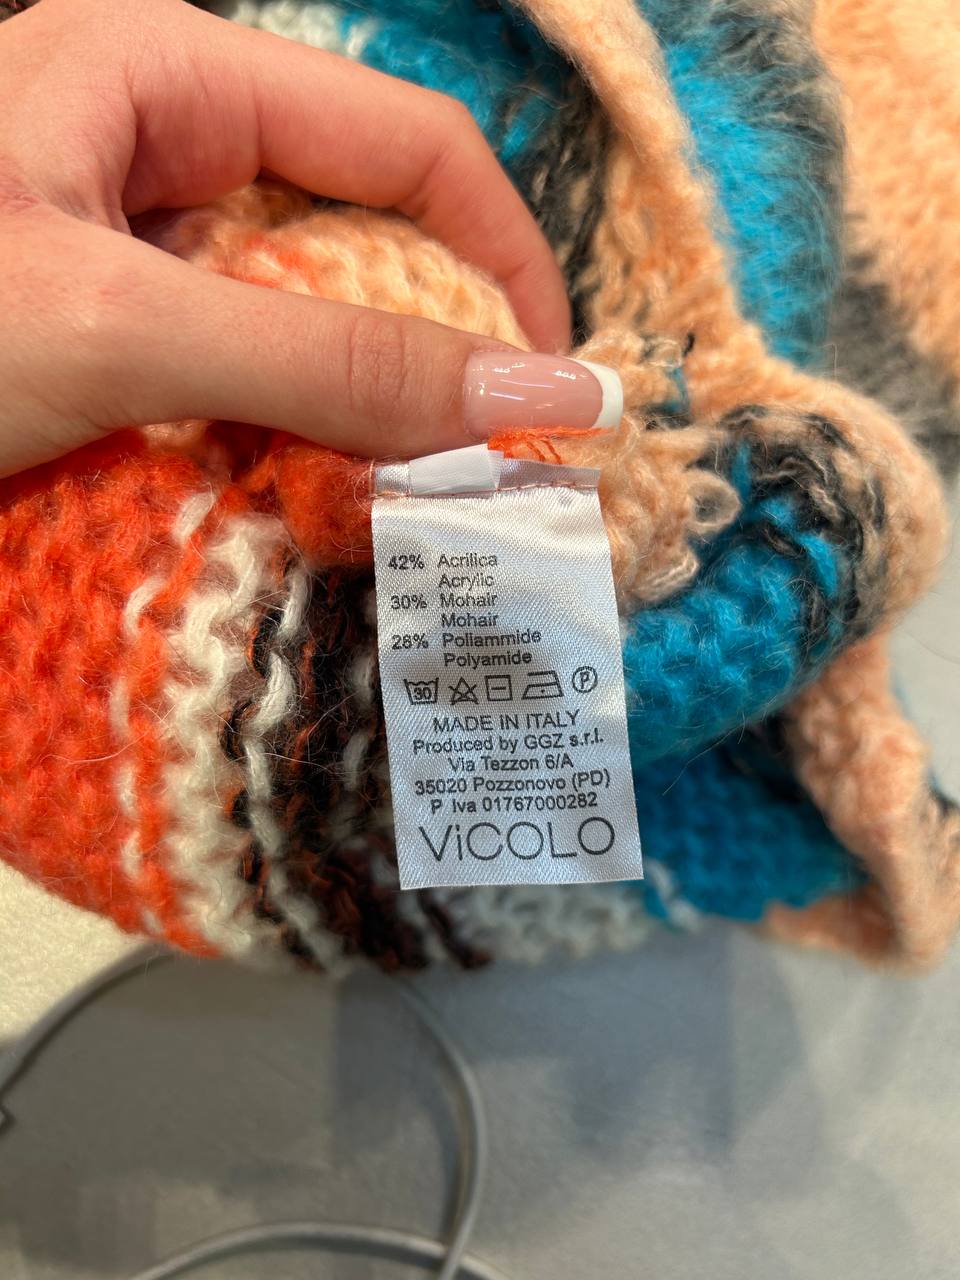 42% Acrilica
Acrylic
30% Mohair
Mohair
28% Poliammide
Polyamide
30 P
MADE IN ITALY
Produced by GGZ s.r.l.
Via Tezzon 6/A
35020 Pozzonovo (PD)
P Iva 01767000282
ViCOLO